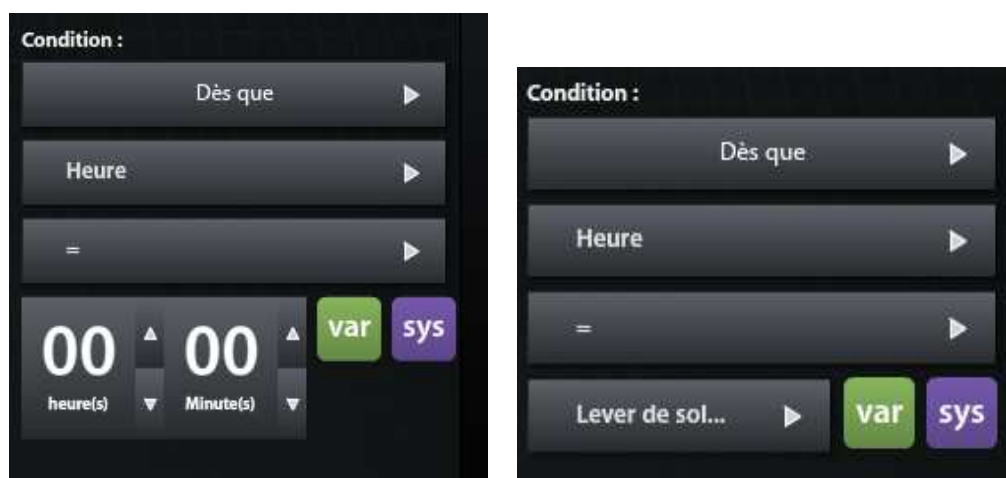 Condition :
Dès que
Heure
=
00 00 var sys
heure(s) Minute(s)
Condition :
Dès que
Heure
=
Lever de sol... var sys